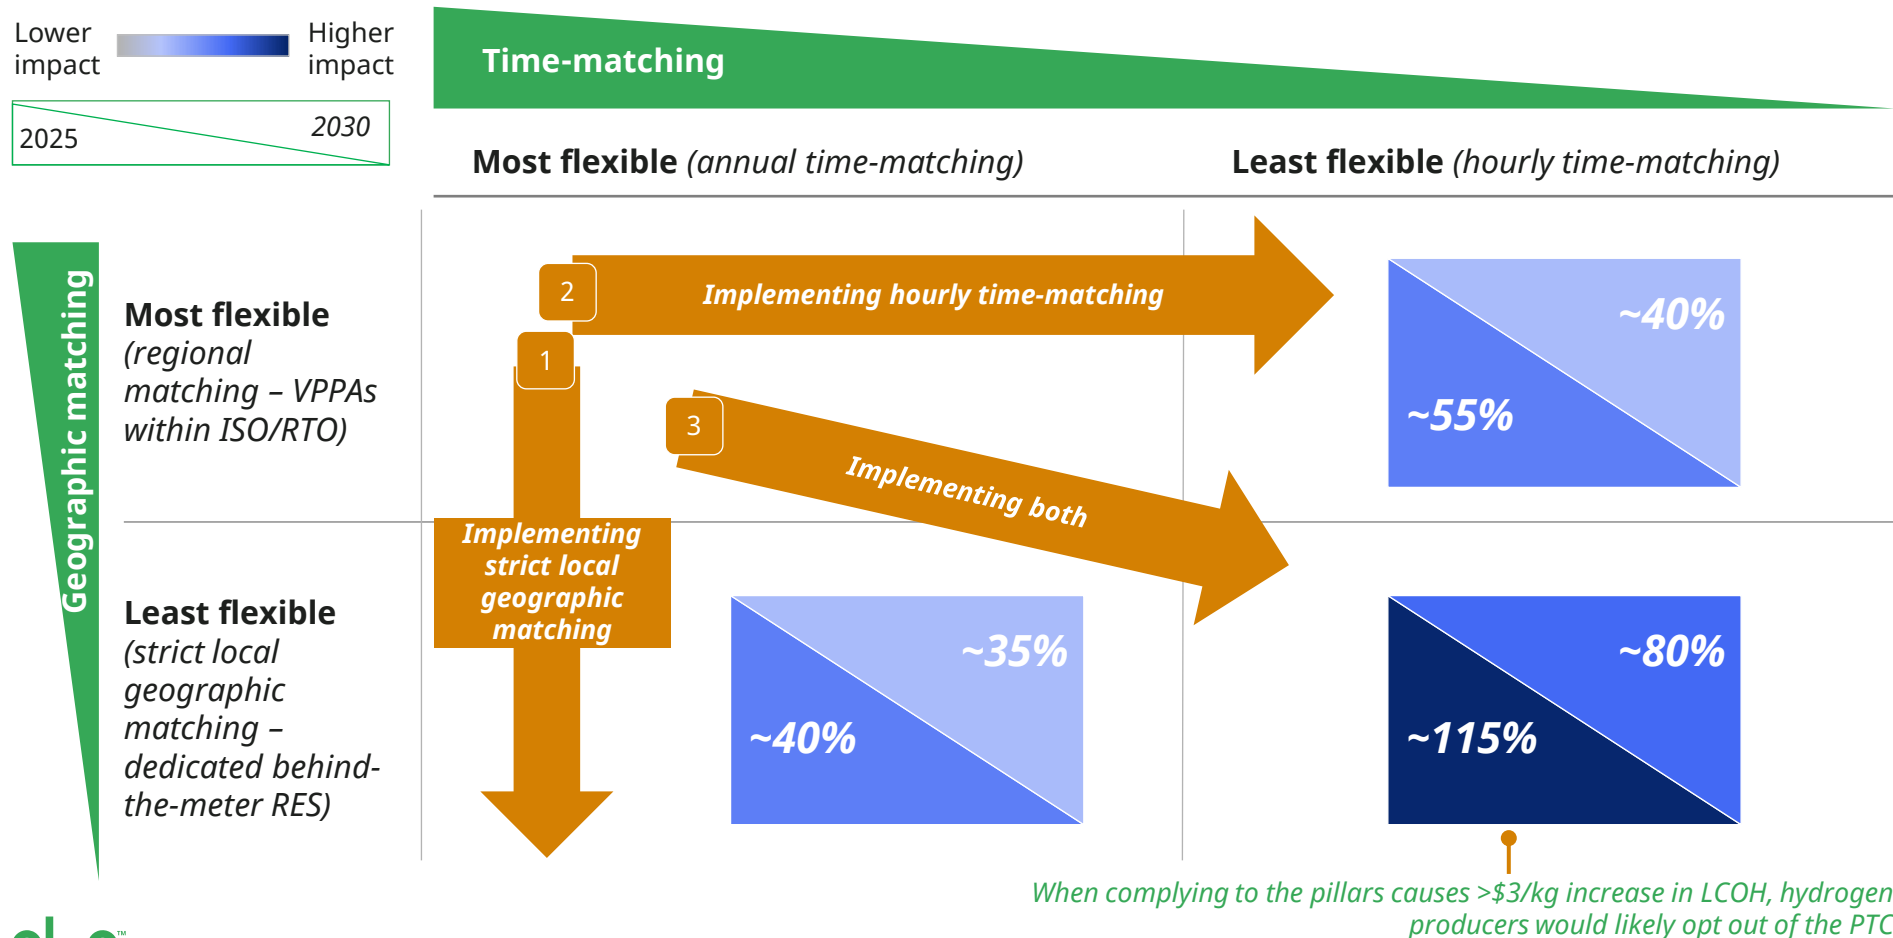 Lower
impact
Higher
impact
2025
2030
Time-matching
Most flexible (annual time-matching)
Least flexible (hourly time-matching)
Geographic matching
Most flexible
(regional
matching – VPPAs
within ISO/RTO)
2
Implementing hourly time-matching
1
3
Implementing both
~40%
~55%
Implementing
strict local
geographic
matching
Least flexible
(strict local
geographic
matching –
dedicated behind-
the-meter RES)
~35%
~40%
~80%
~115%
When complying to the pillars causes >$3/kg increase in LCOH, hydrogen
producers would likely opt out of the PTC